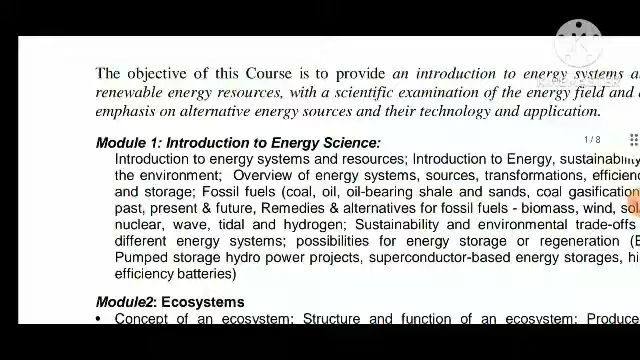 The objective of this Course is to provide an introduction to energy systems
renewable energy resources, with a scientific examination of the energy field and
emphasis on alternative energy sources and their technology and application.
1/8
Module 1: Introduction to Energy Science:
Introduction to energy systems and resources; Introduction to Energy, sustainability
the environment; Overview of energy systems, sources, transformations, efficien
and storage; Fossil fuels (coal, oil, oil-bearing shale and sands, coal gasification
past, present & future, Remedies & alternatives for fossil fuels - biomass, wind, sol
nuclear, wave, tidal and hydrogen; Sustainability and environmental trade-offs
different energy systems; possibilities for energy storage or regeneration (E
Pumped storage hydro power projects, superconductor-based energy storages, hi
efficiency batteries)
Module2: Ecosystems
• Concept of an ecosystem; Structure and function of an ecosystem; Produce